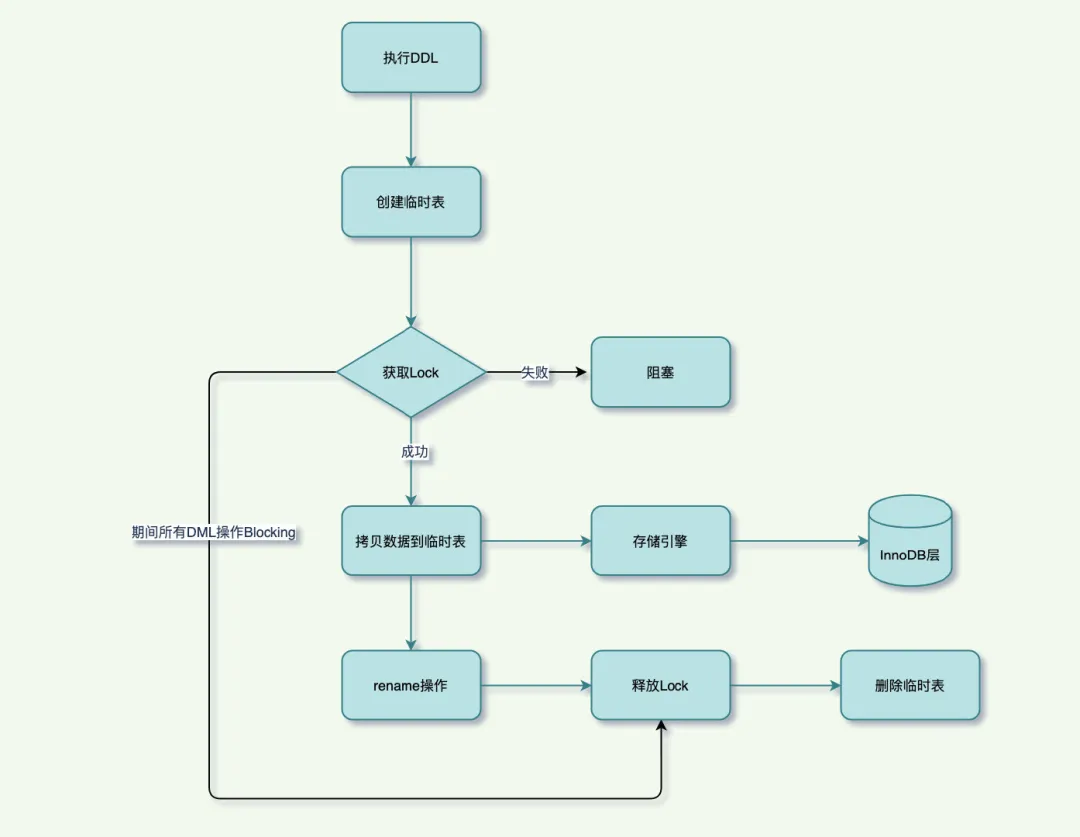 执行DDL
创建临时表
获取Lock
失败
阻塞
成功
期间所有DML操作Blocking
拷贝数据到临时表
存储引擎
InnoDB层
rename操作
释放Lock
删除临时表